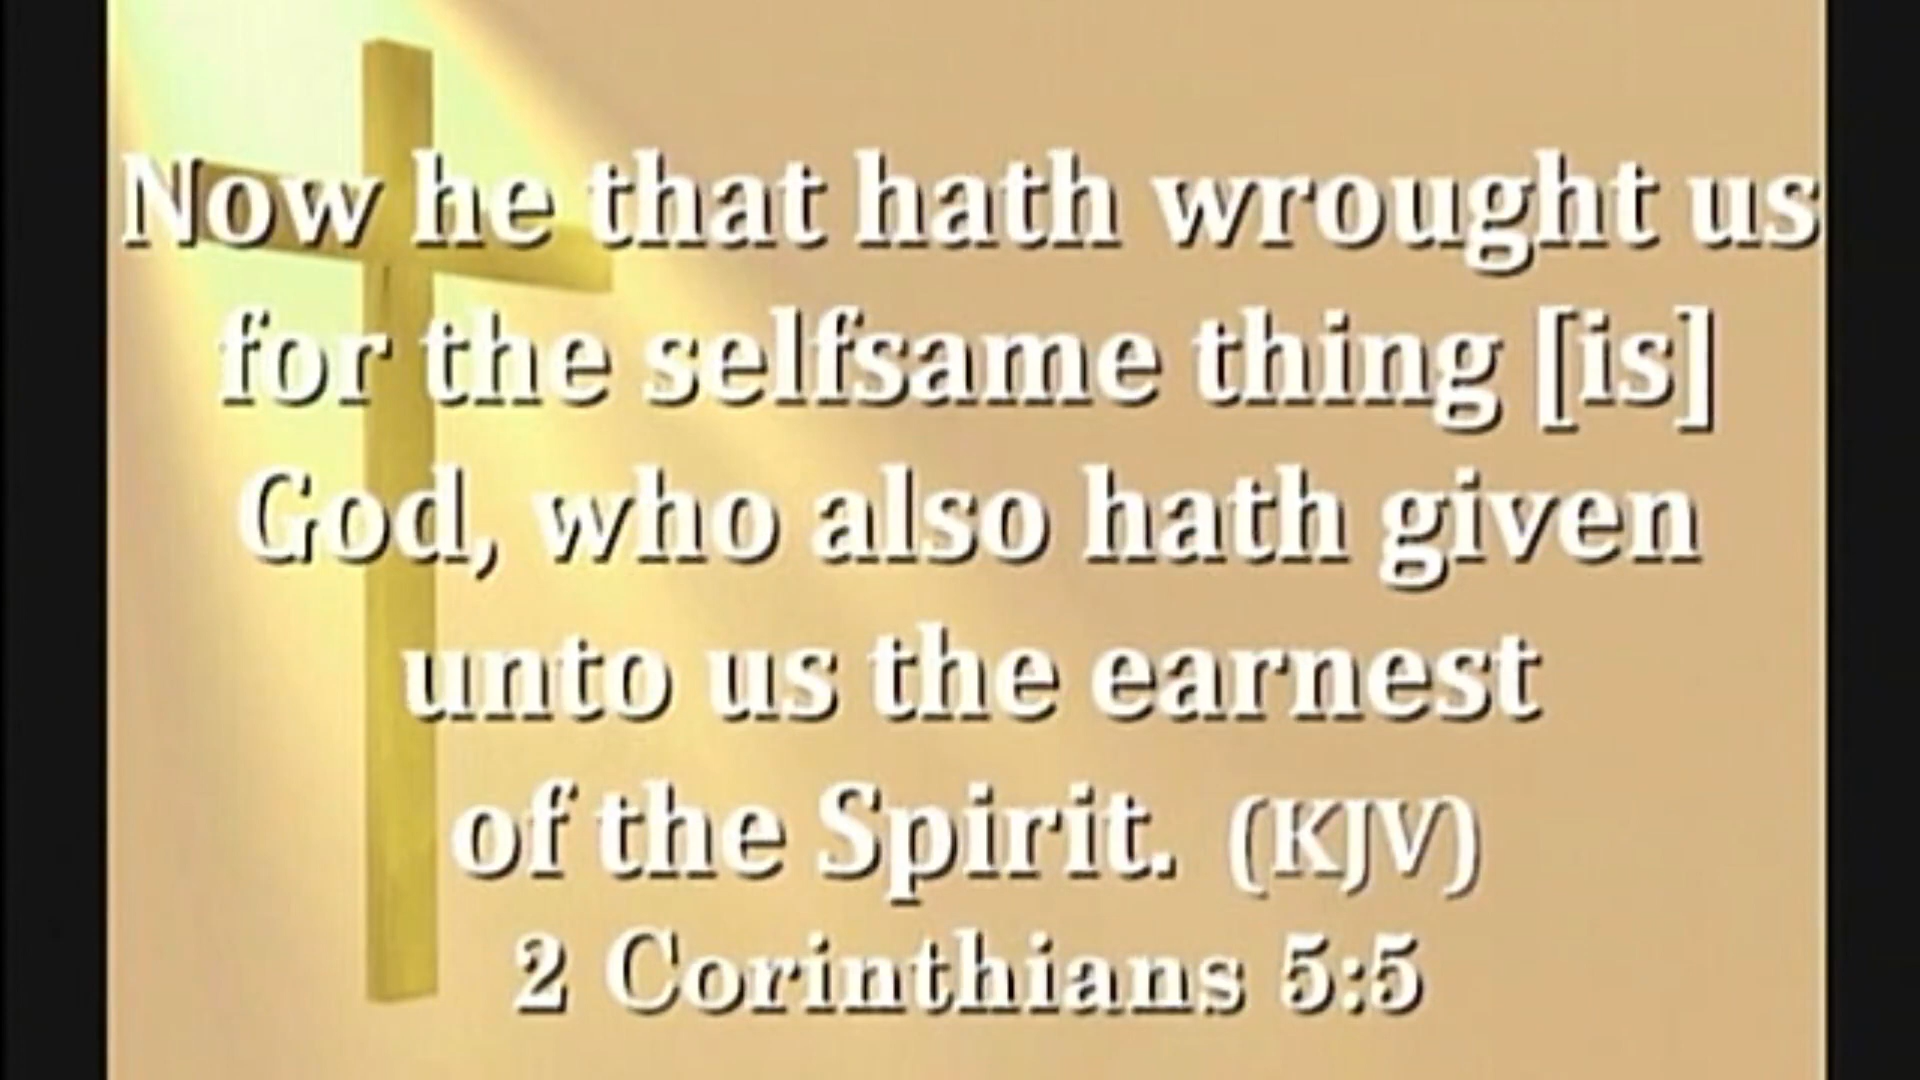 Now he that hath wrought us
for the selfsame thing [is]
God, who also hath given
unto us the earnest
of the Spirit. (KJV)
2 Corinthians 5:5